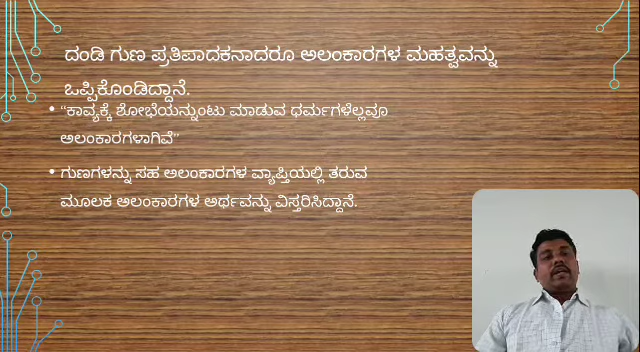 ದಂಡಿ ಗುಣ ಪ್ರತಿಪಾದಕನಾದರೂ ಅಲಂಕಾರಗಳ ಮಹತ್ವವನ್ನು
ಒಪ್ಪಿಕೊಂಡಿದ್ದಾನೆ.
• “ಕಾವ್ಯಕ್ಕೆ ಶೋಭೆಯನ್ನುಂಟು ಮಾಡುವ ಧರ್ಮಗಳೆಲ್ಲವೂ
ಅಲಂಕಾರಗಳಾಗಿವೆ”
• ಗುಣಗಳನ್ನು ಸಹ ಅಲಂಕಾರಗಳ ವ್ಯಾಪ್ತಿಯಲ್ಲಿ ತರುವ
ಮೂಲಕ ಅಲಂಕಾರಗಳ ಅರ್ಥವನ್ನು ವಿಸ್ತರಿಸಿದ್ದಾನೆ.